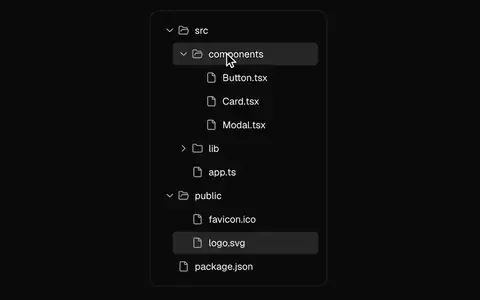 src
components
Button.tsx
Card.tsx
Modal.tsx
lib
app.ts
public
favicon.ico
logo.svg
package.json